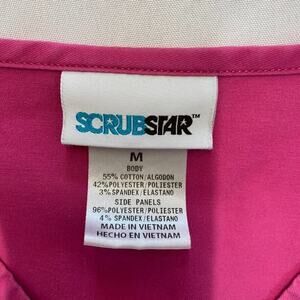 SCRUBSTAR™
M
BODY
55% COTTON/ALGODON
42% POLYESTER/POLIESTER
3% SPANDEX/ELASTANO
SIDE PANELS
96% POLYESTER/POLIESTER
4% SPANDEX/ELASTANO
MADE IN VIETNAM
HECHO EN VIETNAM